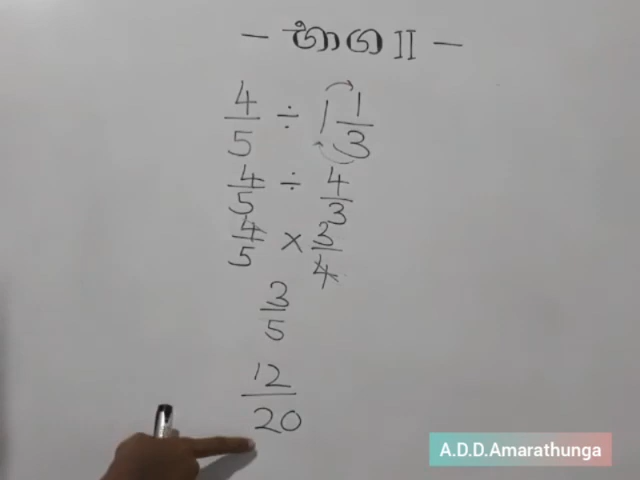 - භාග II -
4/5 ÷ 1 1/3
4/5 ÷ 4/3
4/5 × 3/4
3/5
12/20
A.D.D.Amarathunga